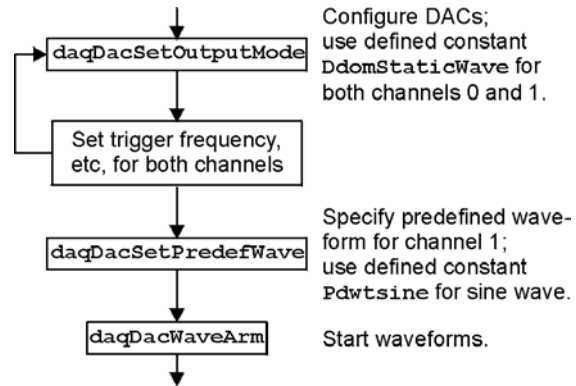 Configure DACs;
use defined constant
DdomStaticWave for
both channels 0 and 1.
daqDacSetOutputMode
Set trigger frequency,
etc, for both channels
Specify predefined wave-
form for channel 1;
use defined constant
Pdwtsine for sine wave.
daqDacSetPredefWave
daqDacWaveArm
Start waveforms.